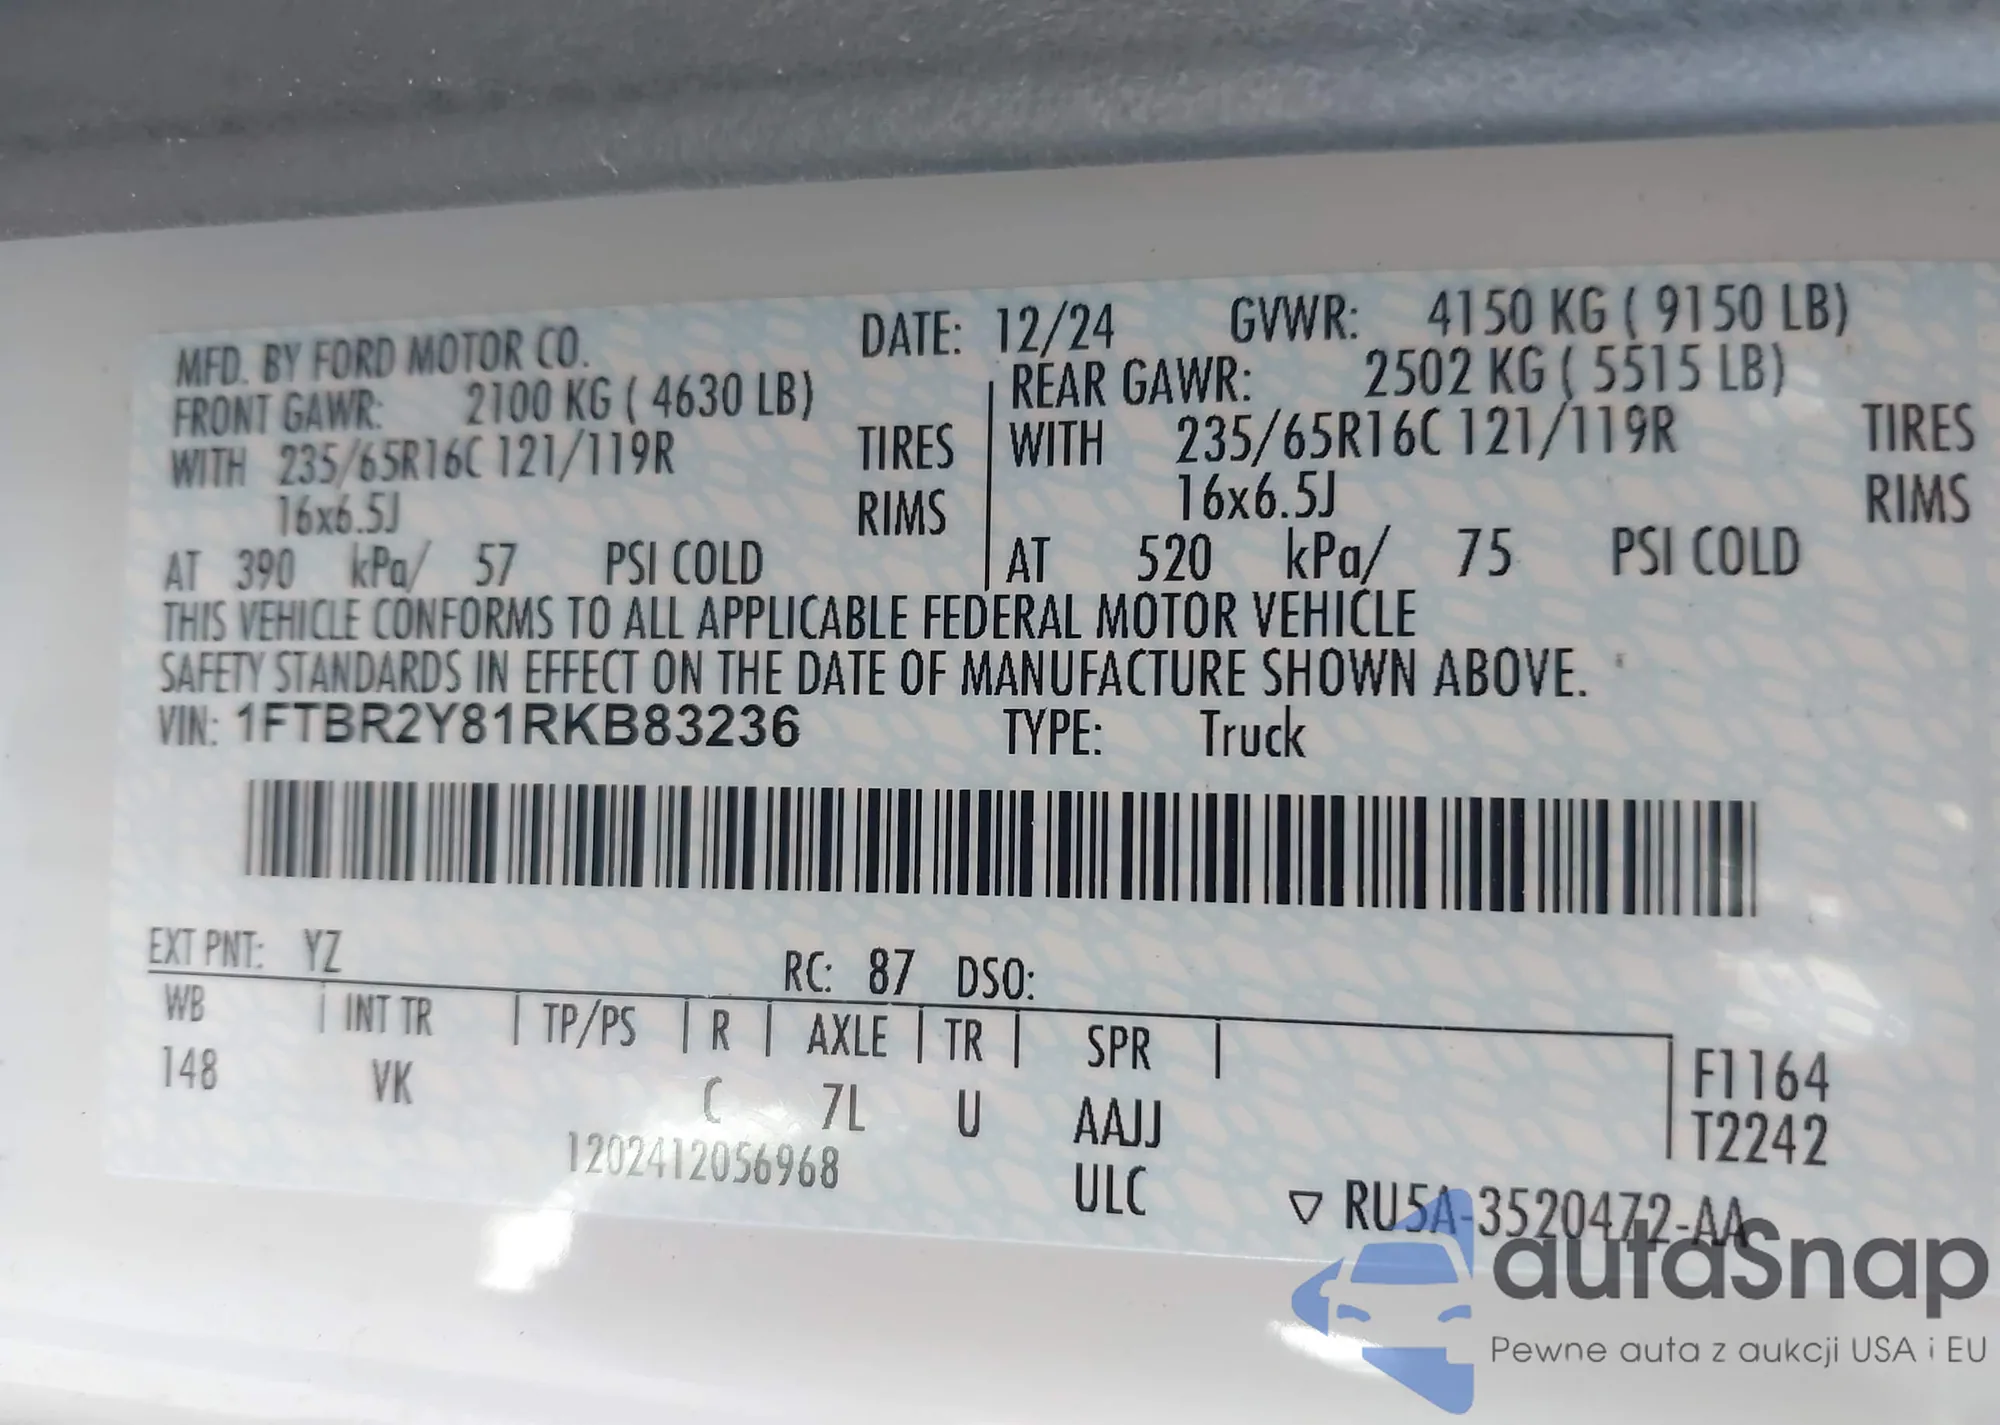 MFD. BY FORD MOTOR CO. DATE: 12/24 GVWR: 4150 KG ( 9150 LB)
FRONT GAWR: 2100 KG ( 4630 LB) REAR GAWR: 2502 KG ( 5515 LB)
WITH 235/65R16C 121/119R TIRES WITH 235/65R16C 121/119R TIRES
16x6.5J RIMS 16x6.5J RIMS
AT 390 kPa/ 57 PSI COLD AT 520 kPa/ 75 PSI COLD
THIS VEHICLE CONFORMS TO ALL APPLICABLE FEDERAL MOTOR VEHICLE
SAFETY STANDARDS IN EFFECT ON THE DATE OF MANUFACTURE SHOWN ABOVE.
VIN: 1FTBR2Y81RKB83236 TYPE: Truck
EXT PNT: YZ RC: 87 DSO:
WB INT TR TP/PS R AXLE TR SPR F1164
148 VK C 7L U AAJJ T2242
1202412056968 ULC ▽ RU5A-3520472-AA
autaSnap
Pewne auta z aukcji USA i EU